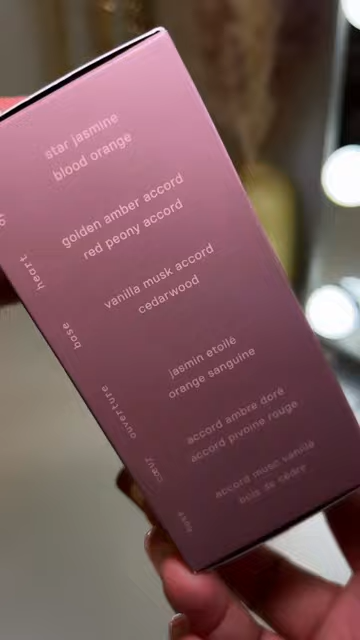 star jasmine
blood orange
heart
golden amber accord
red peony accord
base
vanilla musk accord
cedarwood
ouverture
jasmin etoilé
orange sanguine
cœur
accord ambre doré
accord pivoine rouge
accord musc vanillé
bois de cèdre